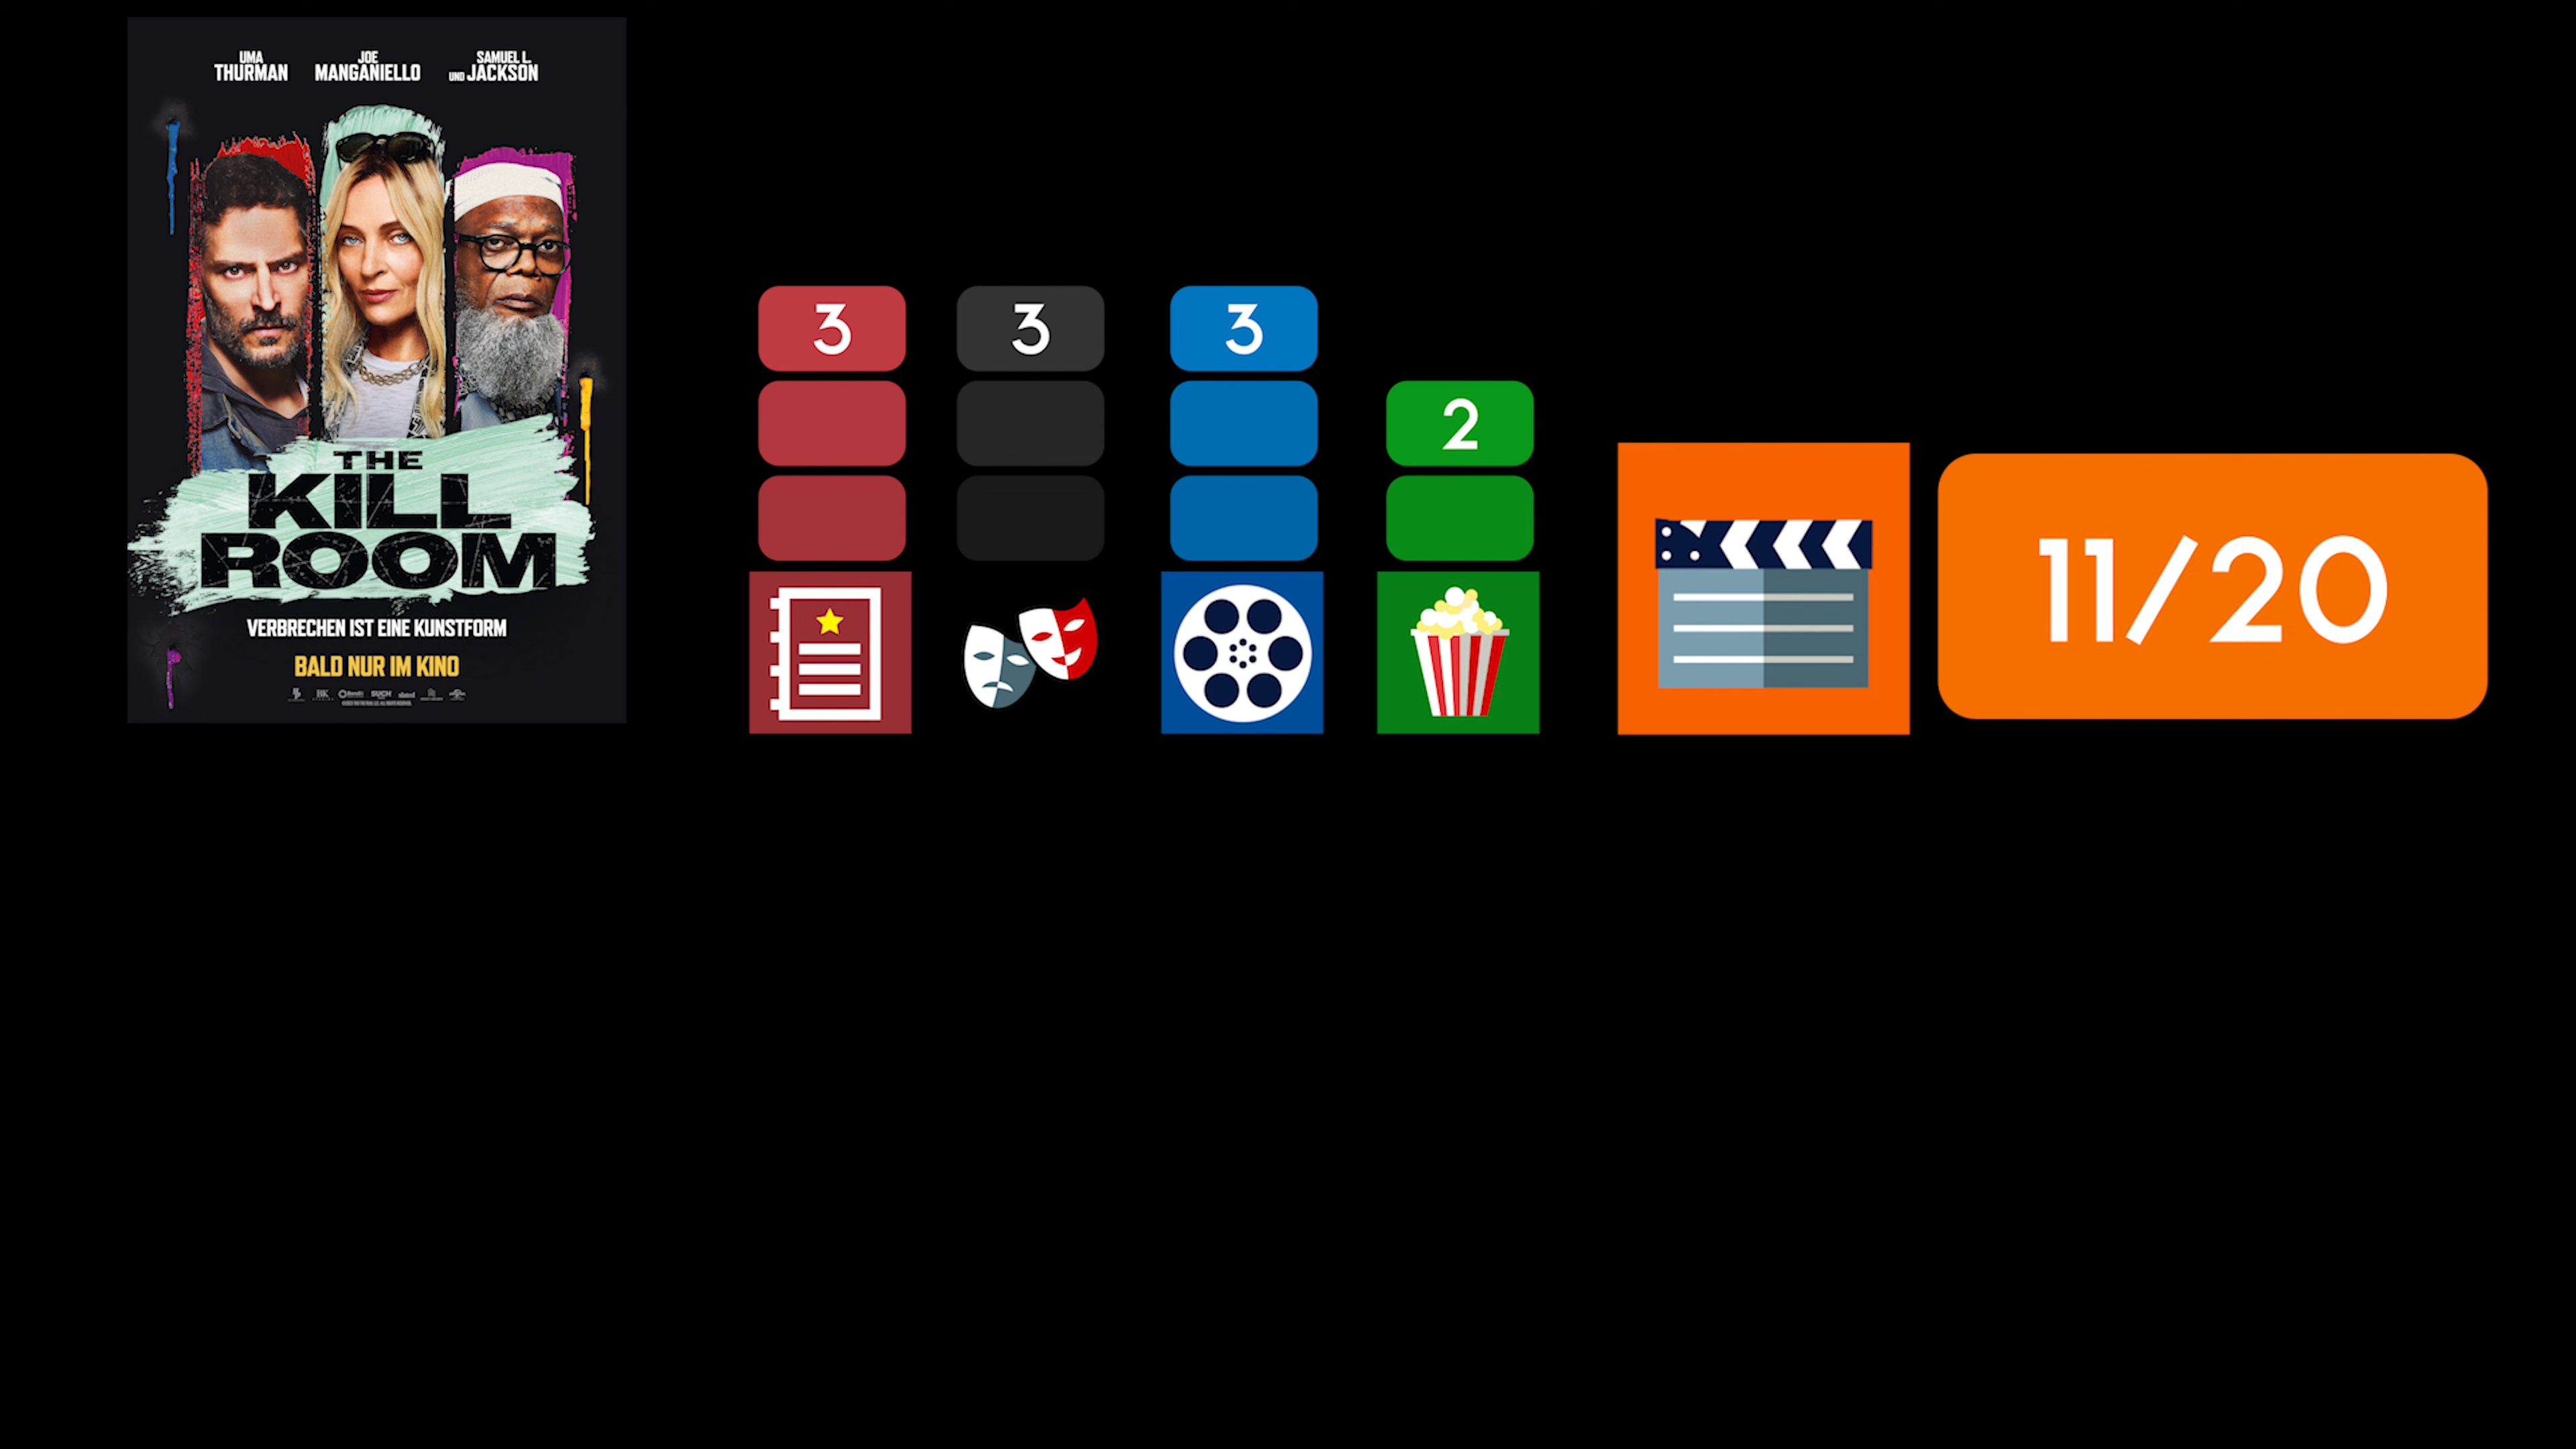 UMA THURMAN
JOE MANGANIELLO
SAMUEL L. UND JACKSON
THE
KILL
ROOM
VERBRECHEN IST EINE KUNSTFORM
BALD NUR IM KINO
3
3
3
2
11/20